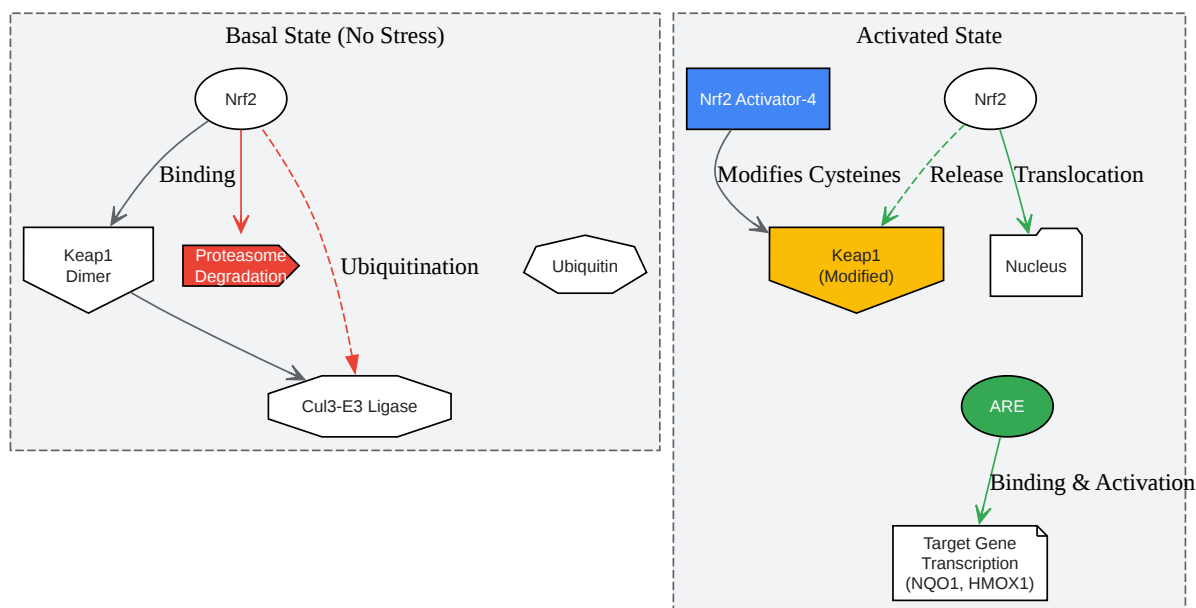 Basal State (No Stress)
Nrf2
Binding
Keap1
Dimer
Proteasome
Degradation
Ubiquitination
Ubiquitin
Cul3-E3 Ligase
Activated State
Nrf2 Activator-4
Nrf2
Modifies Cysteines
Release
Translocation
Keap1
(Modified)
Nucleus
ARE
Binding & Activation
Target Gene
Transcription
(NQO1, HMOX1)